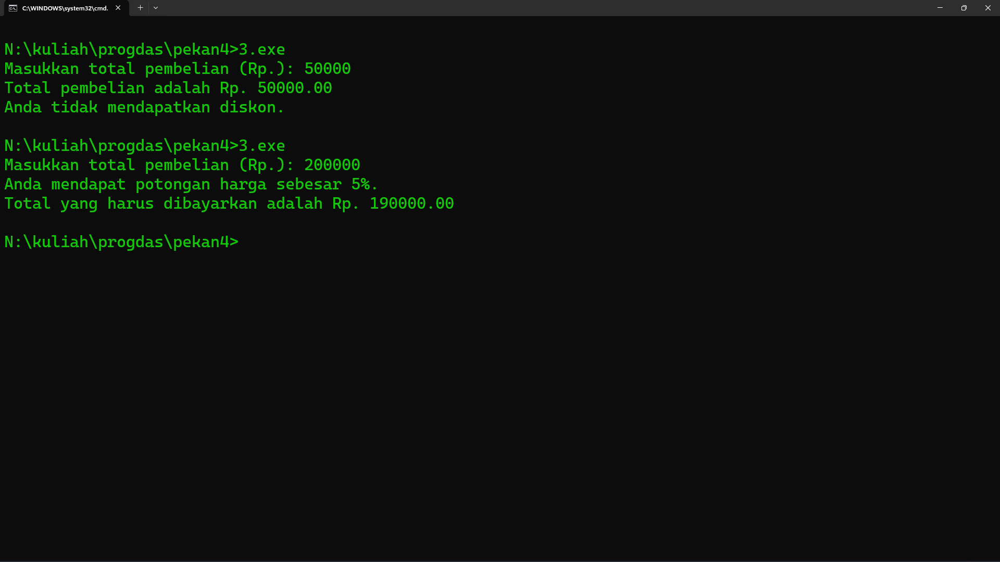 C:\WINDOWS\system32\cmd.
N:\kuliah\progdas\pekan4>3.exe
Masukkan total pembelian (Rp.): 50000
Total pembelian adalah Rp. 50000.00
Anda tidak mendapatkan diskon.
N:\kuliah\progdas\pekan4>3.exe
Masukkan total pembelian (Rp.): 200000
Anda mendapat potongan harga sebesar 5%.
Total yang harus dibayarkan adalah Rp. 190000.00
N:\kuliah\progdas\pekan4>